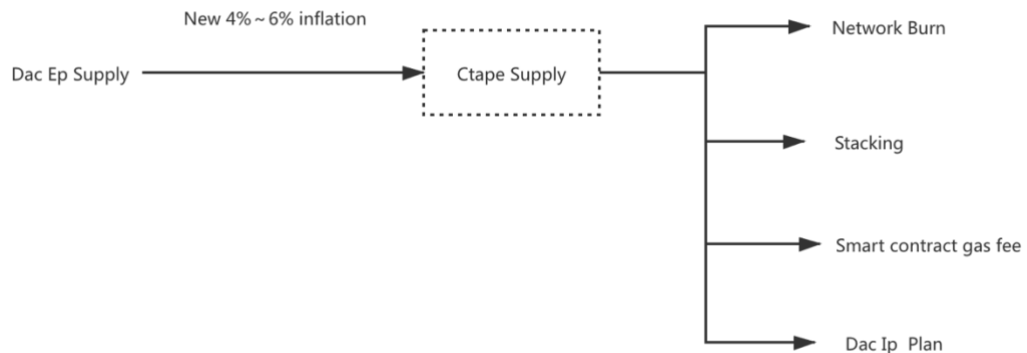 New 4%~6% inflation
Network Burn
Dac Ep Supply
Ctape Supply
Stacking
Smart contract gas fee
Dac Ip Plan